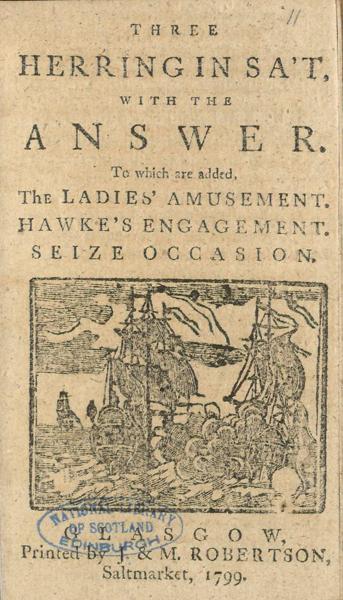 11
THREE
HERRING IN SA'T,
WITH THE
ANSWER.
To which are added,
The LADIES' AMUSEMENT.
HAWKE'S ENGAGEMENT.
SEIZE OCCASION.
NATIONAL LIBRARY
OF SCOTLAND
EDINBURGH
GLASGOW,
Printed by J. & M. ROBERTSON,
Saltmarket, 1799.